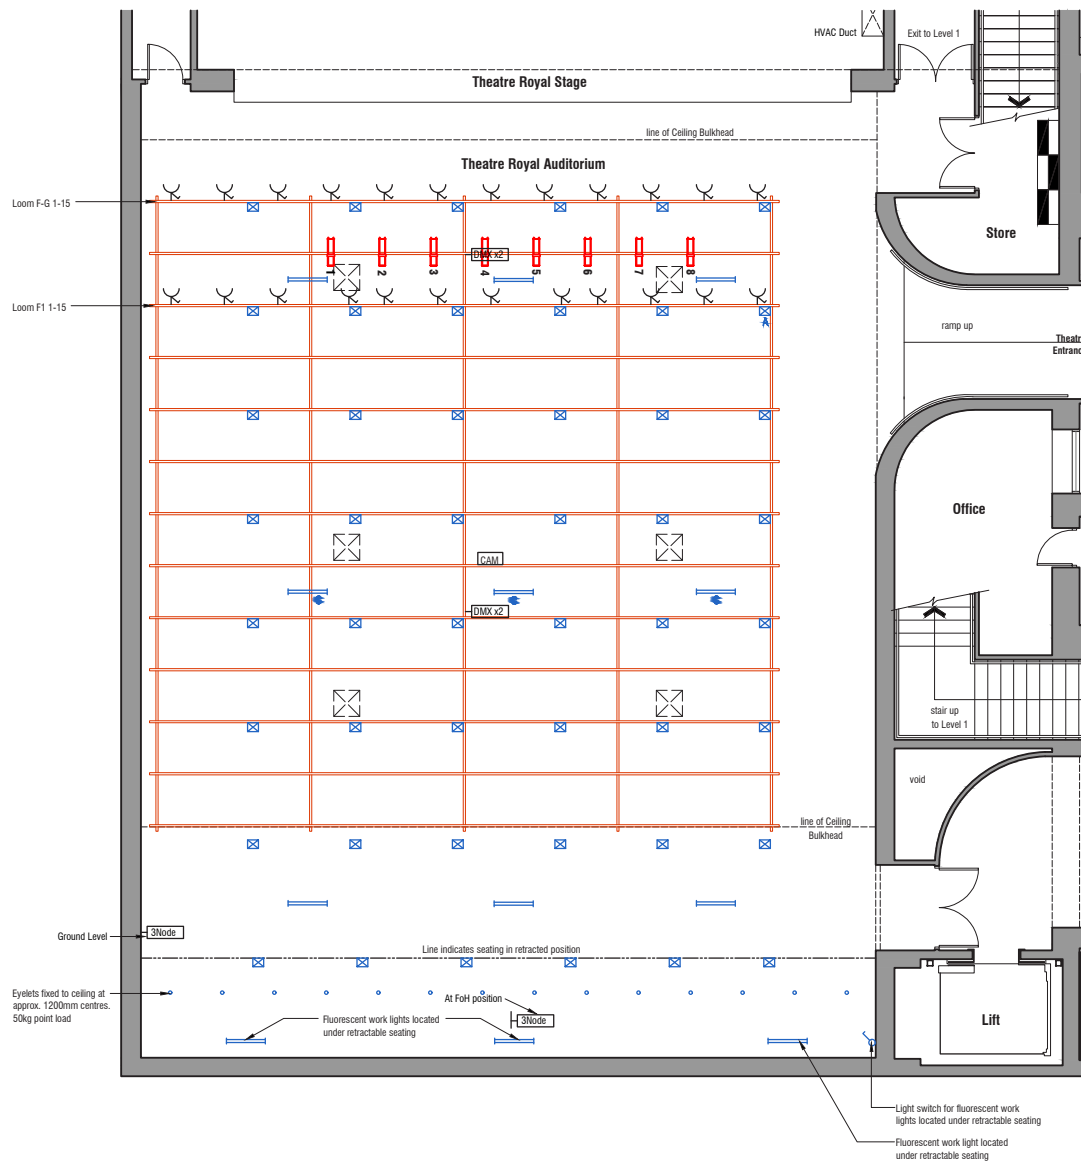 HVAC Duct
Exit to Level 1
Theatre Royal Stage
line of Ceiling Bulkhead
Theatre Royal Auditorium
Loom F-G 1-15
Store
DMX x2
1
2
3
4
5
6
7
8
Loom F1 1-15
ramp up
Theatre
Entranc
Office
CAM
DMX x2
stair up
to Level 1
void
line of Ceiling
Bulkhead
3Node
Ground Level
Line indicates seating in retracted position
Eyelets fixed to ceiling at
approx. 1200mm centres.
50kg point load
At FoH position
3Node
Fluorescent work lights located
under retractable seating
Lift
Light switch for fluorescent work
lights located under retractable seating
Fluorescent work light located
under retractable seating